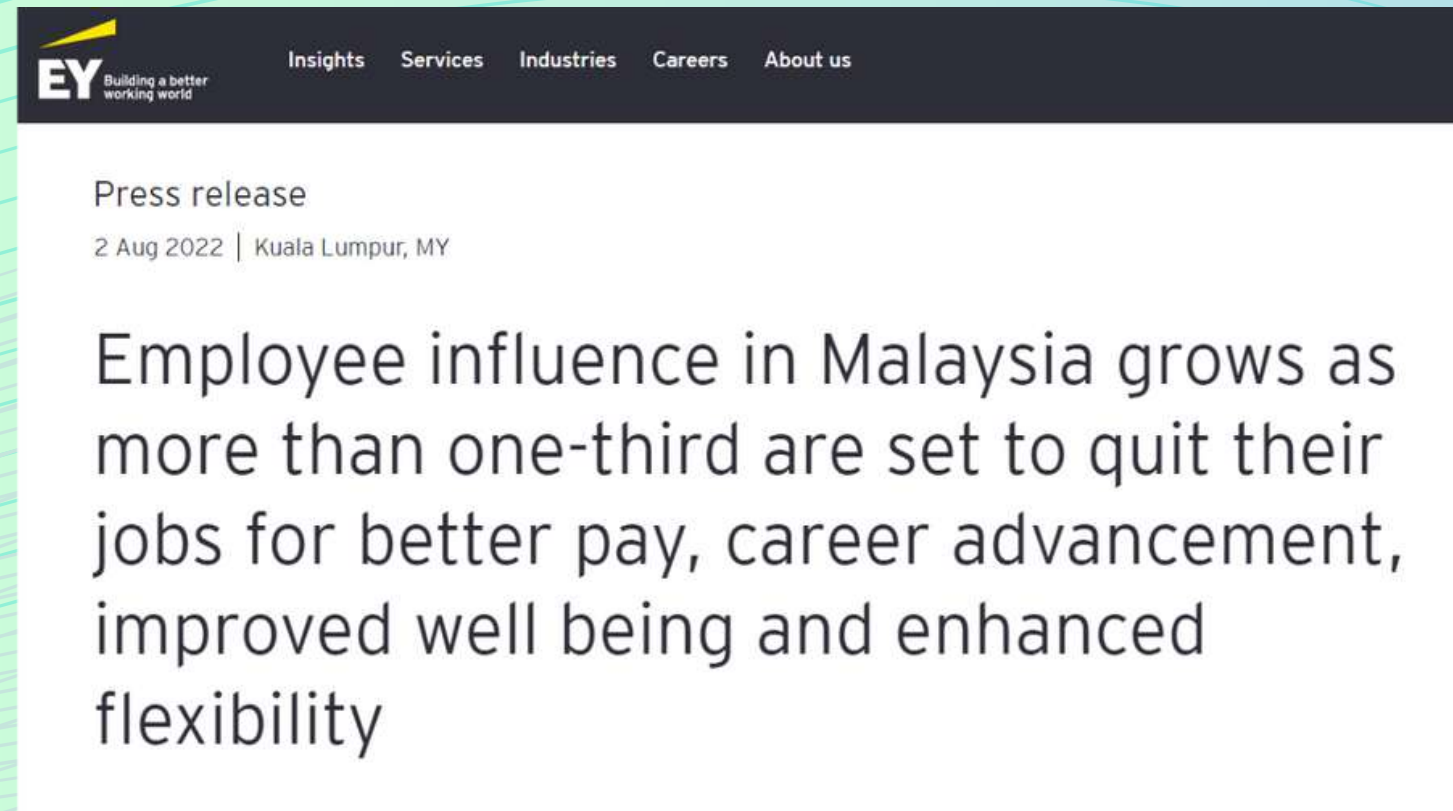 EY
Building a better
working world
Insights Services Industries Careers About us
Press release
2 Aug 2022 | Kuala Lumpur, MY
Employee influence in Malaysia grows as
more than one-third are set to quit their
jobs for better pay, career advancement,
improved well being and enhanced
flexibility